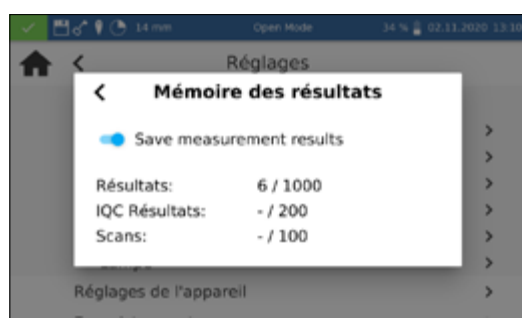 14 mm Open Mode 34 % 02.11.2020 13:10
Réglages
Mémoire des résultats
Save measurement results
Résultats: 6 / 1000
IQC Résultats: - / 200
Scans: - / 100
Réglages de l'appareil